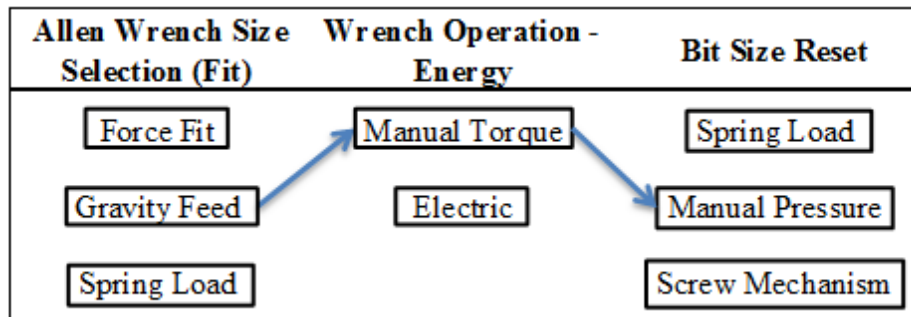 Allen Wrench Size Selection (Fit)
Wrench Operation - Energy
Bit Size Reset
Force Fit
Manual Torque
Spring Load
Gravity Feed
Electric
Manual Pressure
Spring Load
Screw Mechanism